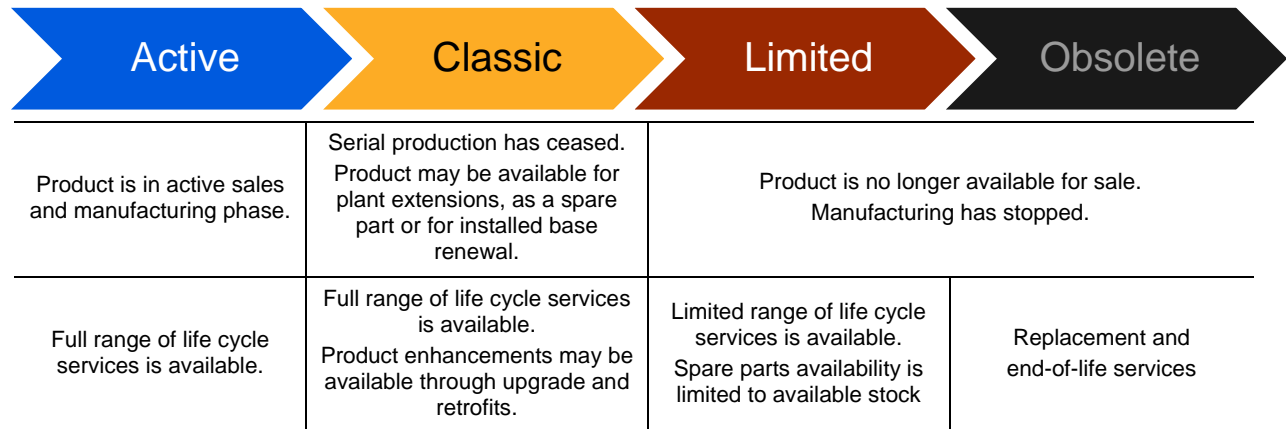 Active
Classic
Limited
Obsolete
Product is in active sales
and manufacturing phase.
Serial production has ceased.
Product may be available for
plant extensions, as a spare
part or for installed base
renewal.
Product is no longer available for sale.
Manufacturing has stopped.
Full range of life cycle
services is available.
Full range of life cycle services
is available.
Product enhancements may be
available through upgrade and
retrofits.
Limited range of life cycle
services is available.
Spare parts availability is
limited to available stock
Replacement and
end-of-life services